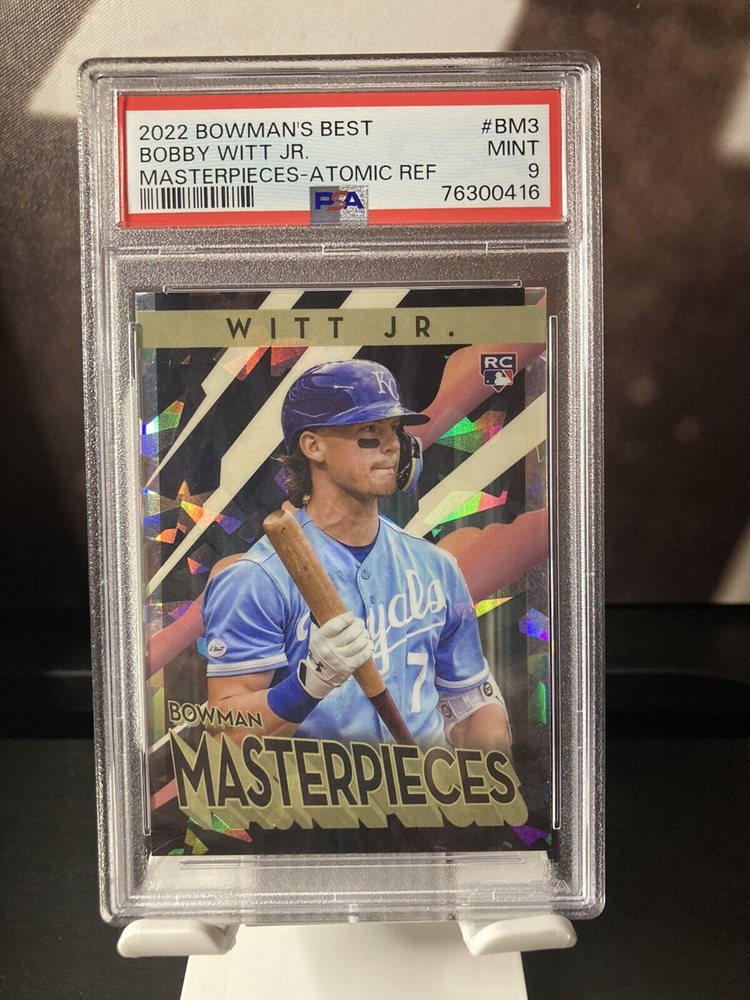 2022 BOWMAN'S BEST #BM3
BOBBY WITT JR. MINT
MASTERPIECES-ATOMIC REF 9
PSA 76300416
WITT JR.
RC
KC
Royals
7
BOWMAN
MASTERPIECES